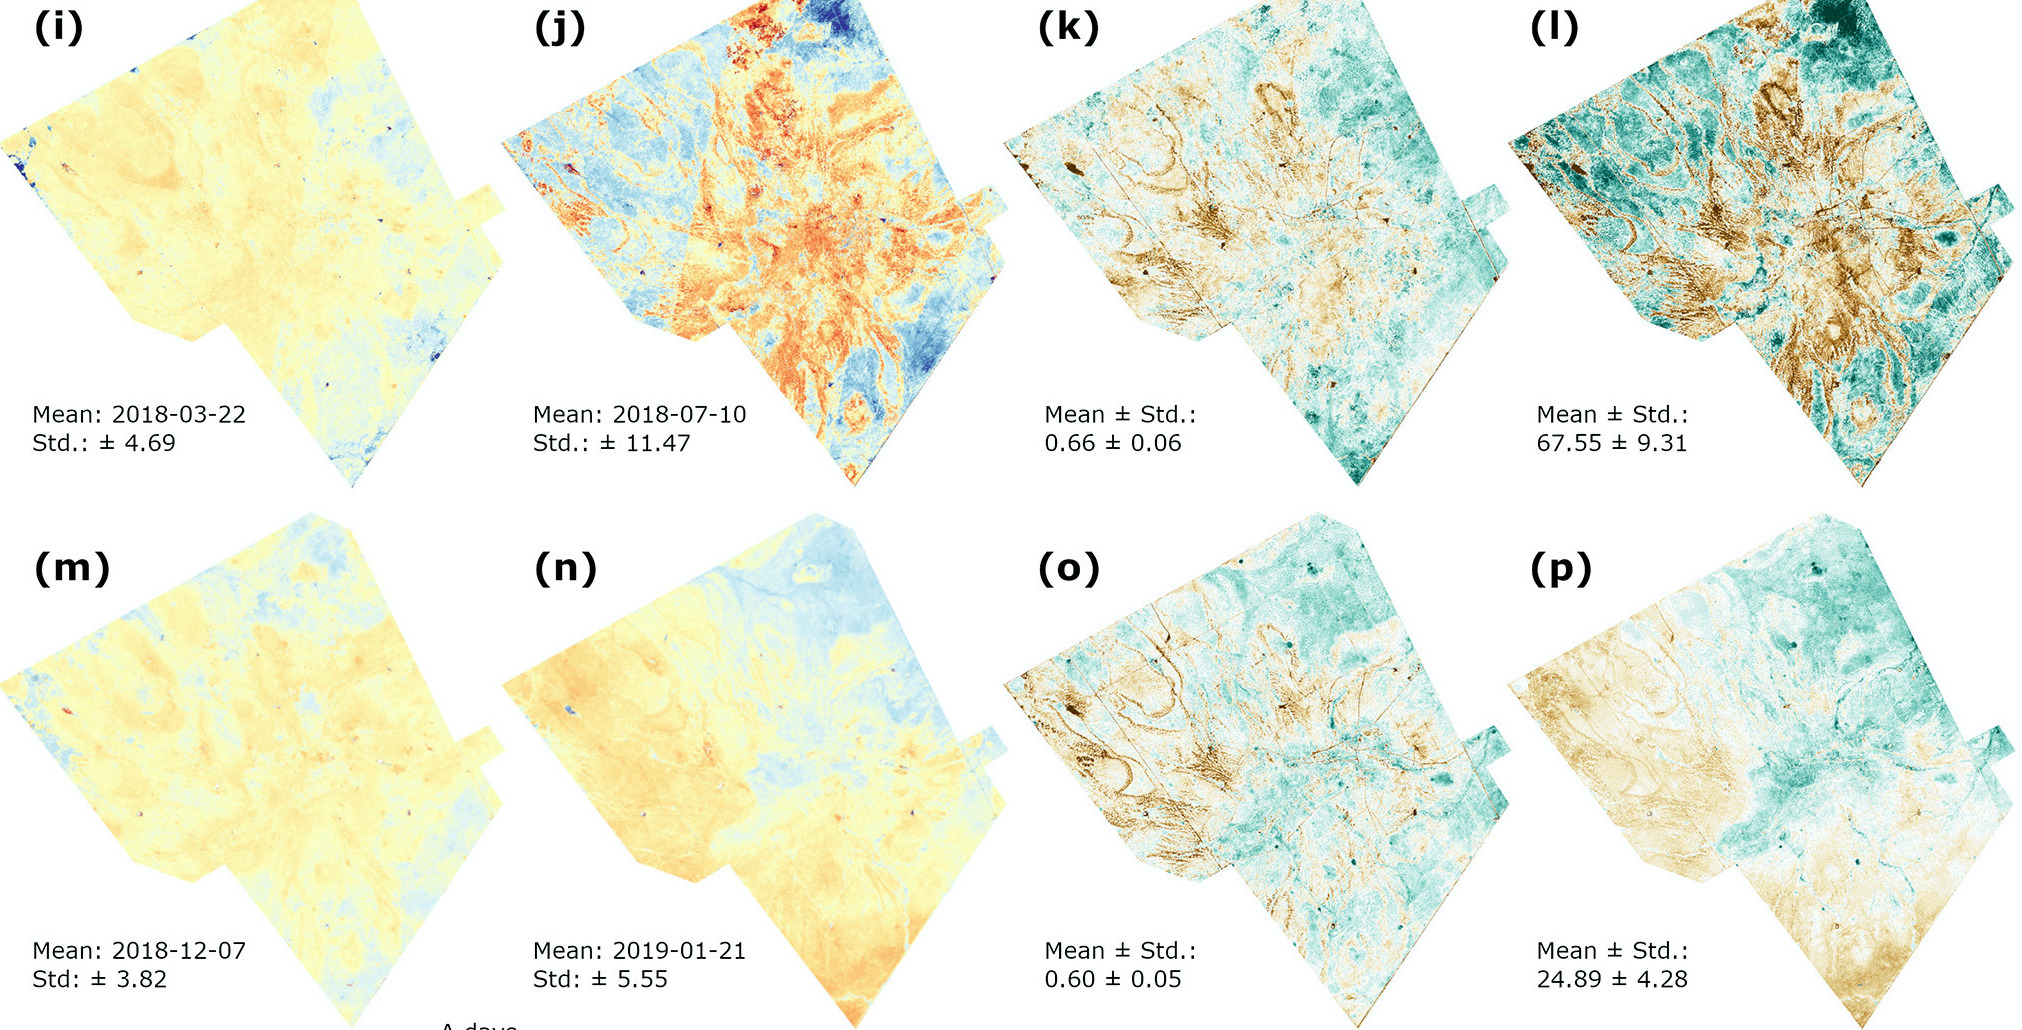 (i)
(j)
(k)
(l)
Mean: 2018-03-22
Std.: ± 4.69
Mean: 2018-07-10
Std.: ± 11.47
Mean ± Std.:
0.66 ± 0.06
Mean ± Std.:
67.55 ± 9.31
(m)
(n)
(o)
(p)
Mean: 2018-12-07
Std: ± 3.82
Mean: 2019-01-21
Std: ± 5.55
Mean ± Std.:
0.60 ± 0.05
Mean ± Std.:
24.89 ± 4.28